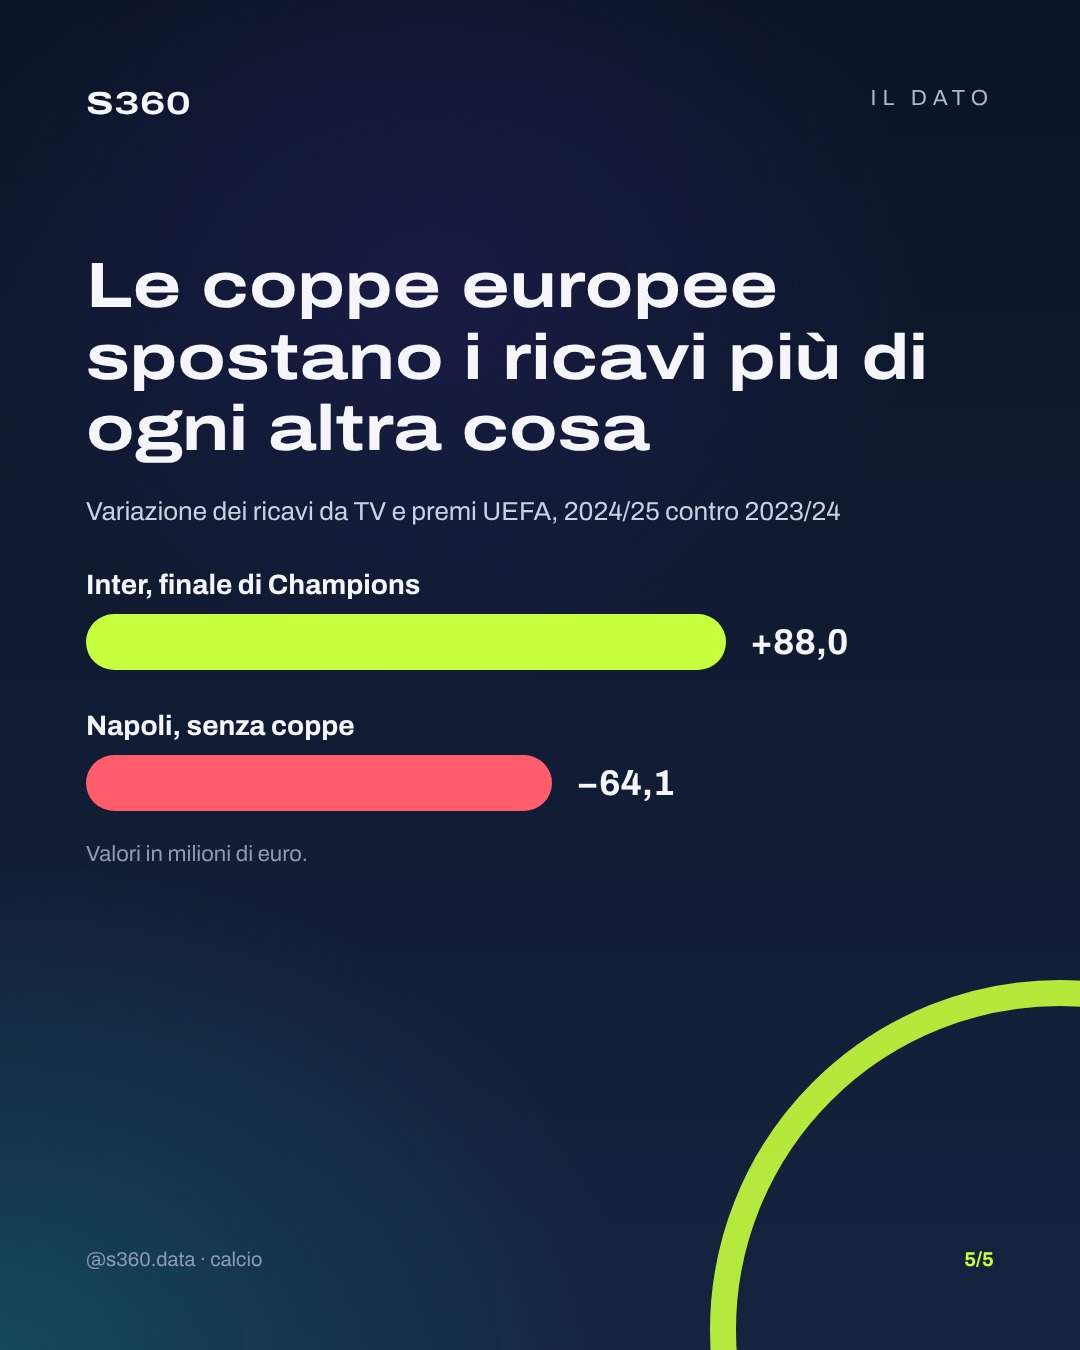 S360
IL DATO
Le coppe europee
spostano i ricavi più di
ogni altra cosa
Variazione dei ricavi da TV e premi UEFA, 2024/25 contro 2023/24
Inter, finale di Champions
+88,0
Napoli, senza coppe
−64,1
Valori in milioni di euro.
@s360.data · calcio
5/5